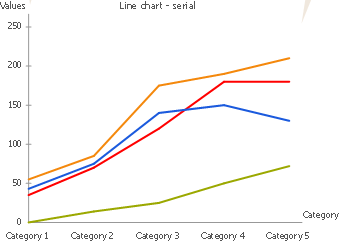 Values
Line chart - serial
250
200
150
100
50
0
Category
Category 1 Category 2 Category 3 Category 4 Category 5